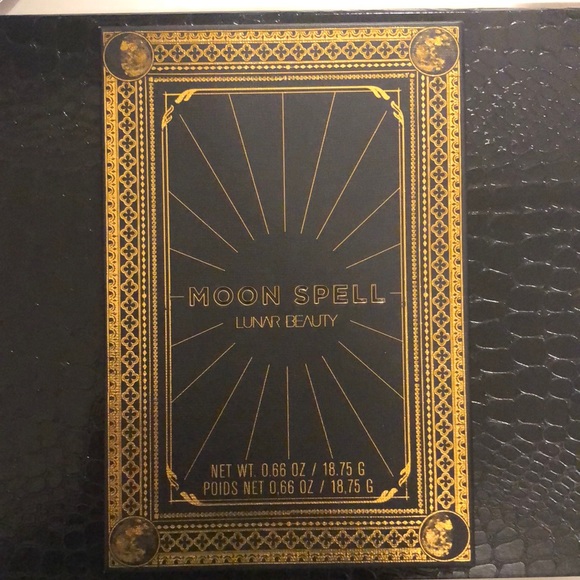 MOON SPELL
LUNAR BEAUTY
NET WT. 0.66 OZ / 18.75 G
POIDS NET 0,66 OZ / 18,75 G